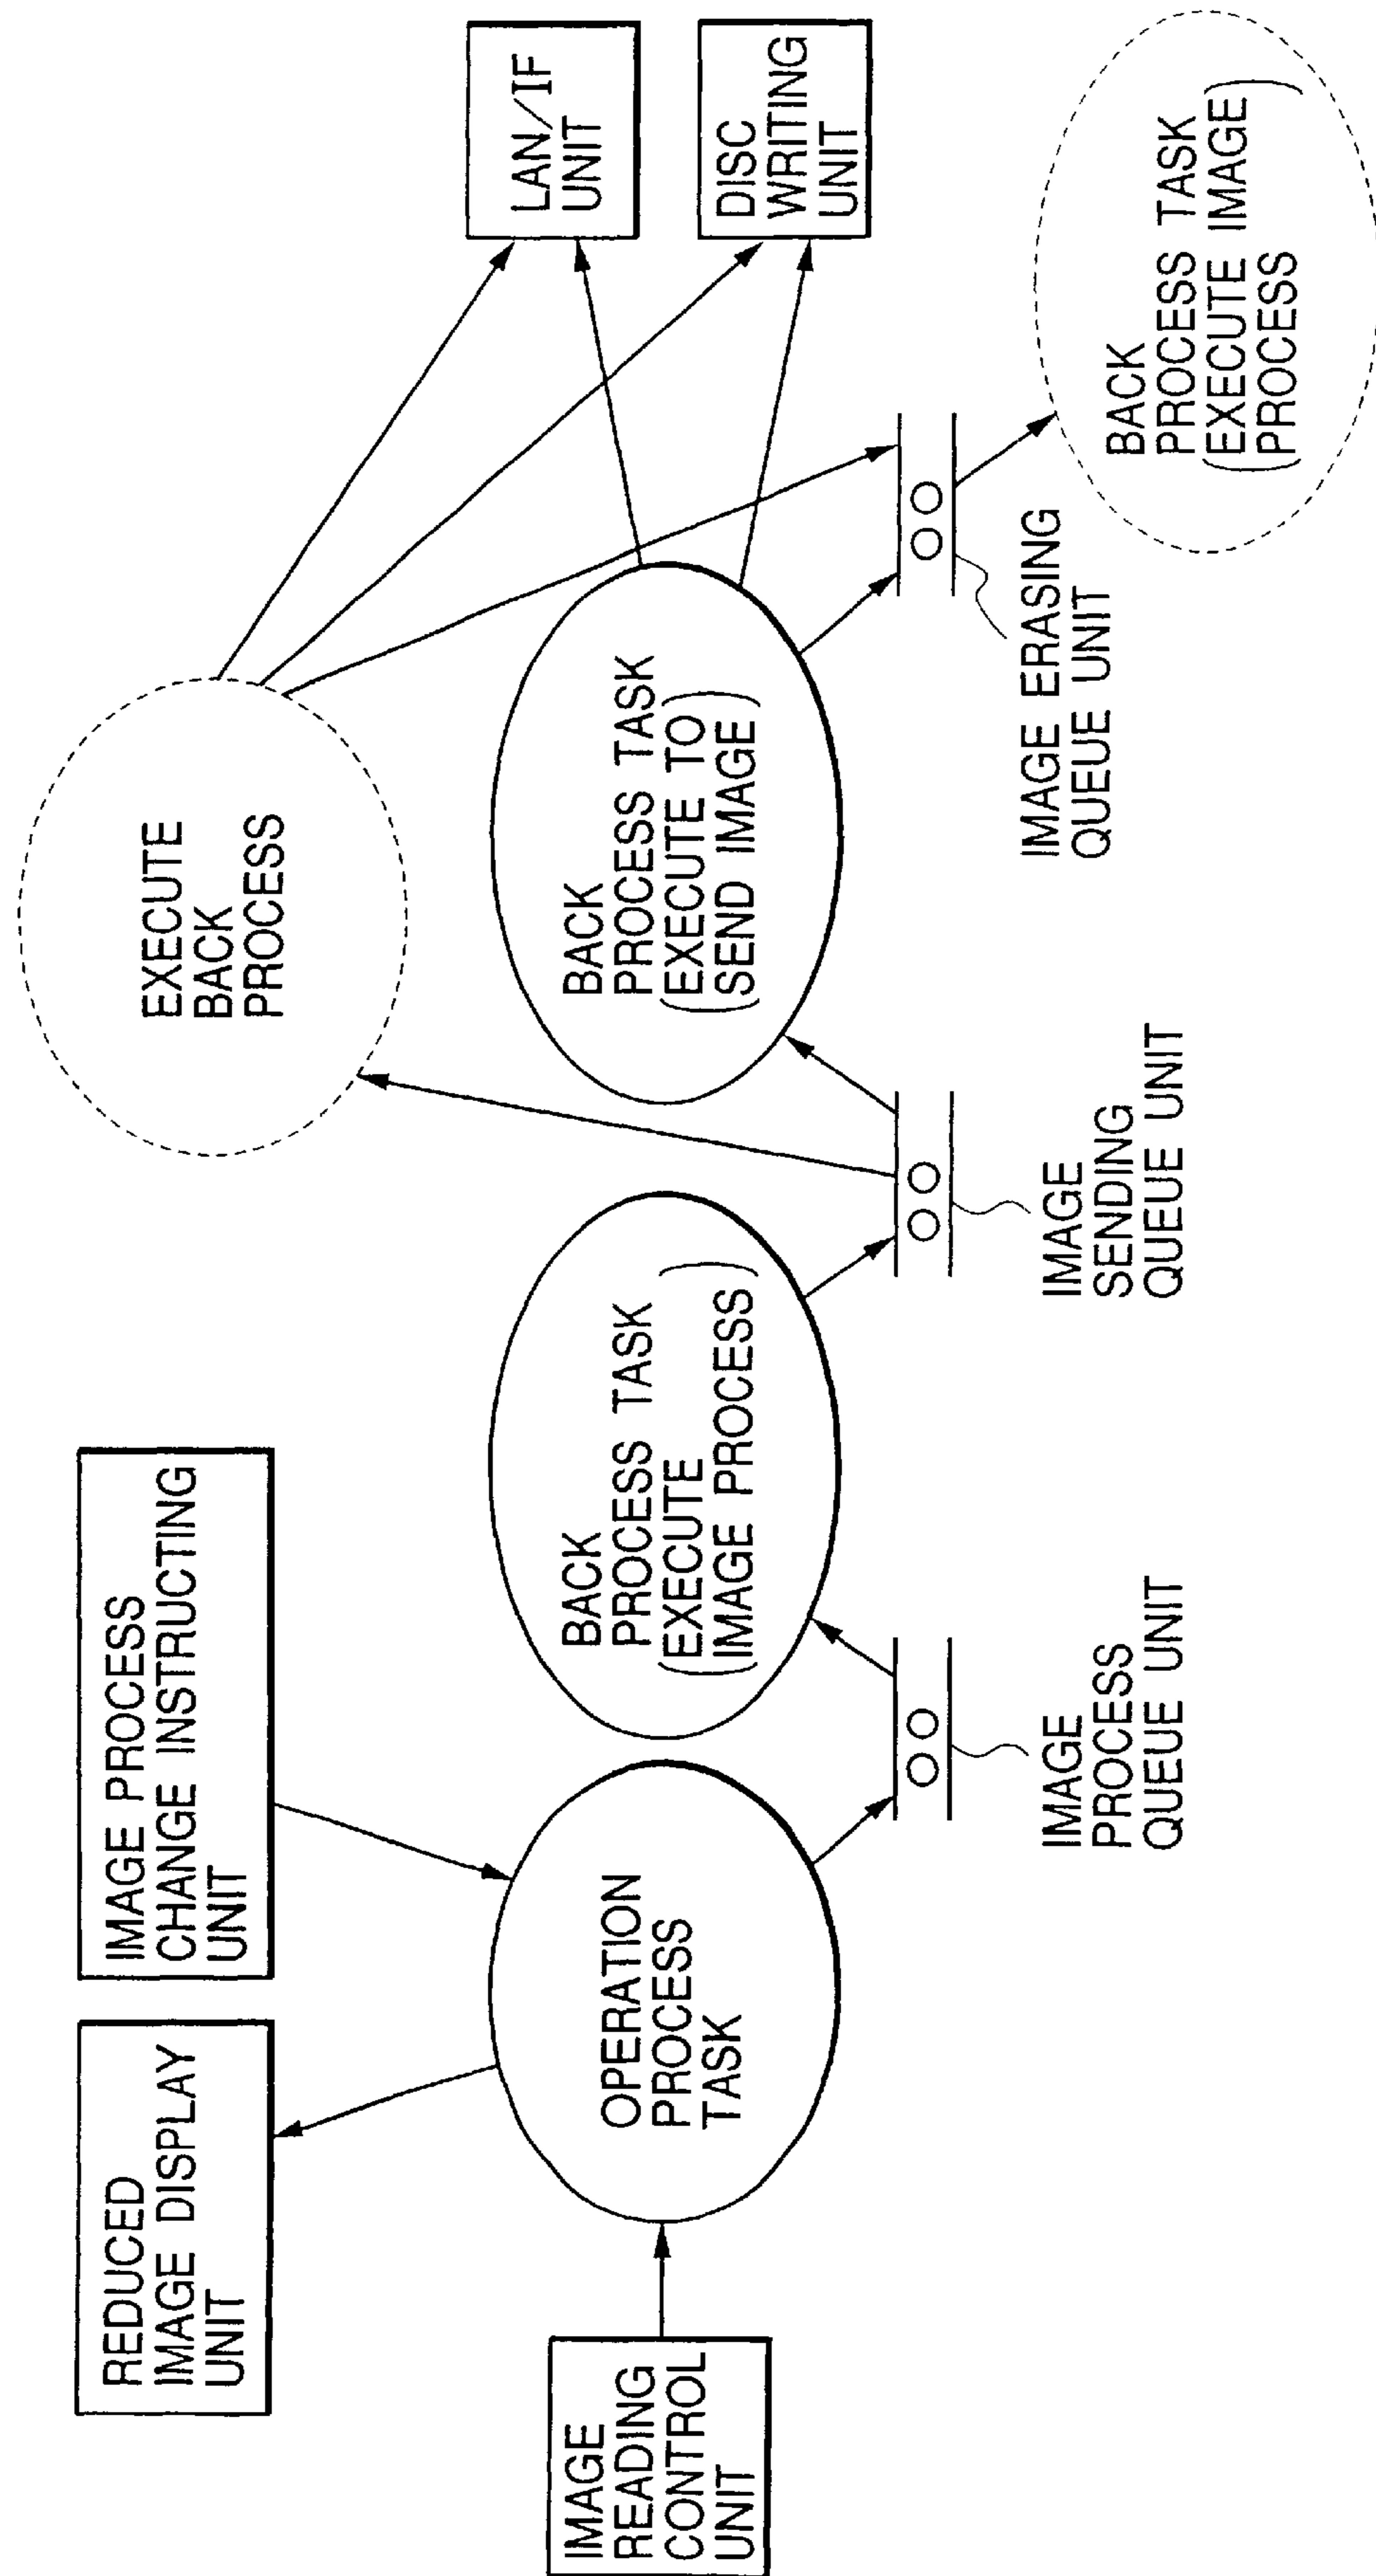 REDUCED
IMAGE DISPLAY
UNIT
IMAGE PROCESS
CHANGE INSTRUCTING
UNIT
EXECUTE
BACK
PROCESS
LAN/IF
UNIT
DISC
WRITING
UNIT
IMAGE
READING
CONTROL
UNIT
OPERATION
PROCESS
TASK
BACK
PROCESS TASK
(EXECUTE
IMAGE PROCESS)
BACK
PROCESS TASK
(EXECUTE TO
SEND IMAGE)
BACK
PROCESS TASK
(EXECUTE IMAGE
PROCESS)
IMAGE
PROCESS
QUEUE UNIT
IMAGE
SENDING
QUEUE UNIT
IMAGE ERASING
QUEUE UNIT